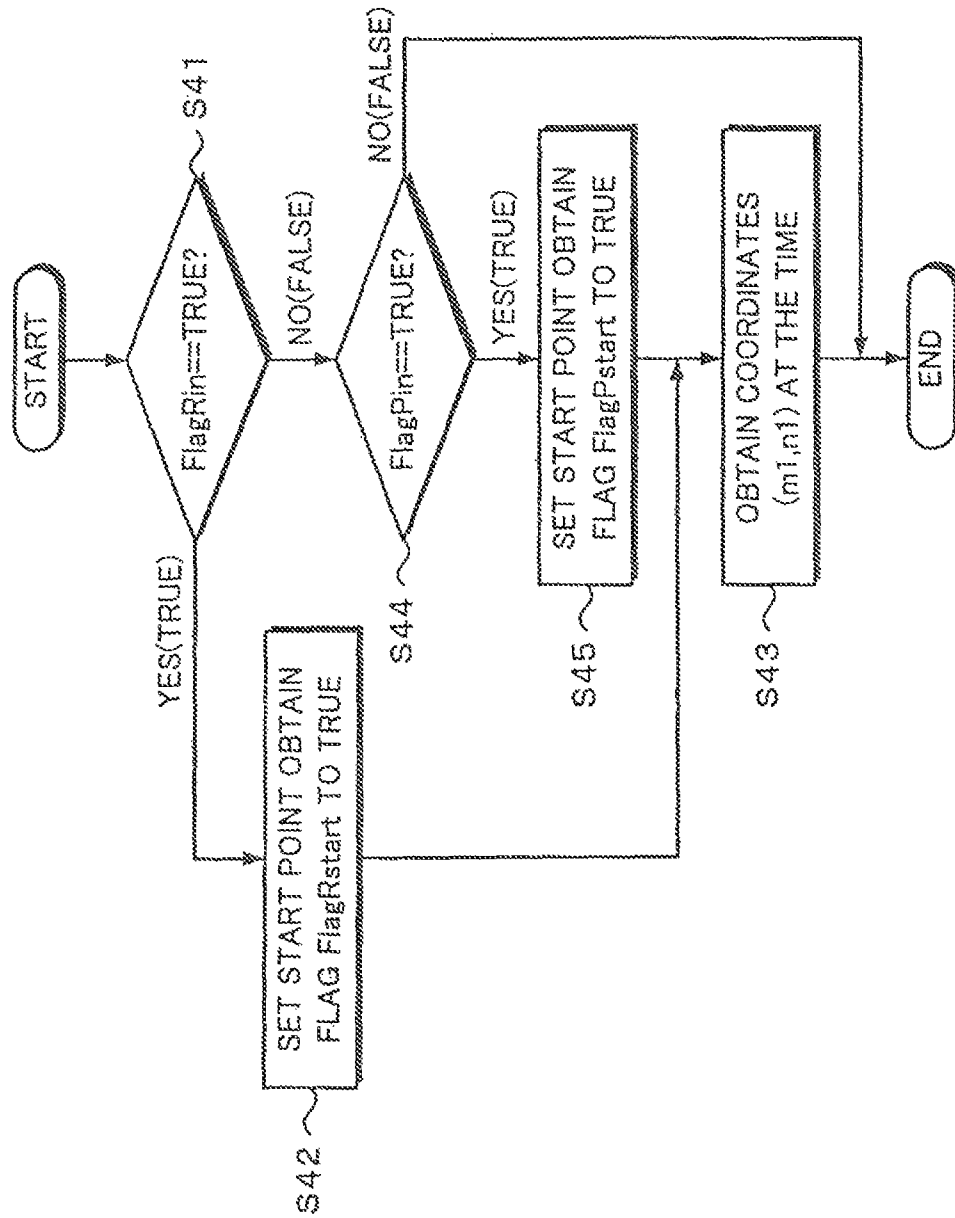 START
S41
FlagRin==TRUE?
YES(TRUE)
NO(FALSE)
S42
SET START POINT OBTAIN
FLAG FlagRstart TO TRUE
S44
FlagPin==TRUE?
NO(FALSE)
YES(TRUE)
S45
SET START POINT OBTAIN
FLAG FlagPstart TO TRUE
S43
OBTAIN COORDINATES
(m1,n1) AT THE TIME
END